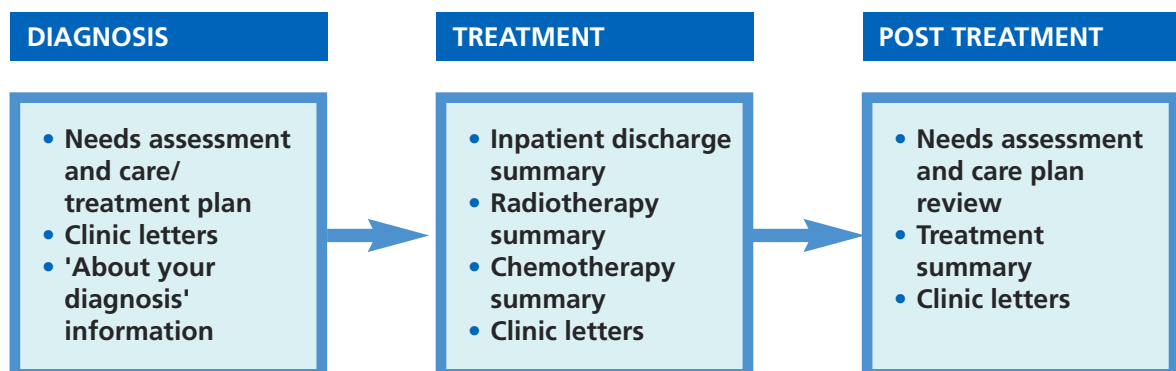 DIAGNOSIS
• Needs assessment
and care/
treatment plan
• Clinic letters
• 'About your
diagnosis'
information
TREATMENT
• Inpatient discharge
summary
• Radiotherapy
summary
• Chemotherapy
summary
• Clinic letters
POST TREATMENT
• Needs assessment
and care plan
review
• Treatment
summary
• Clinic letters